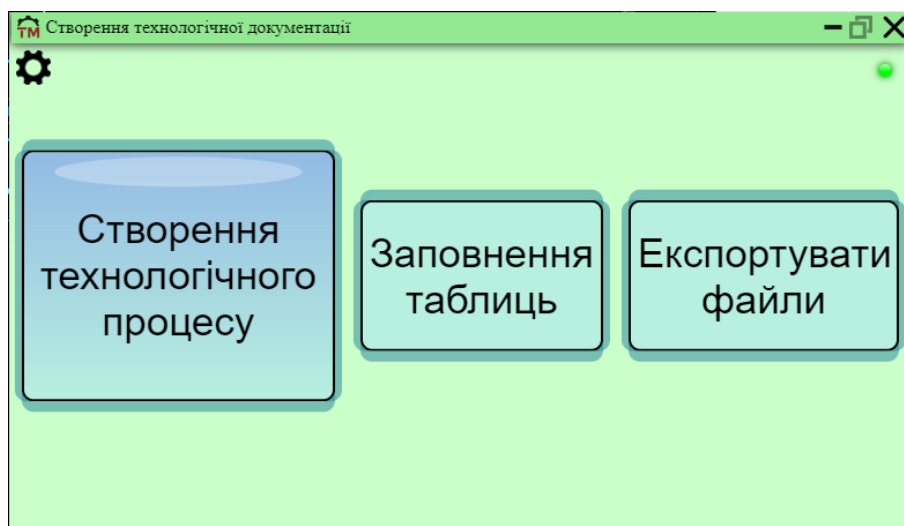 ТМ Створення технологічної документації
Створення
технологічного
процесу
Заповнення
таблиць
Експортувати
файли